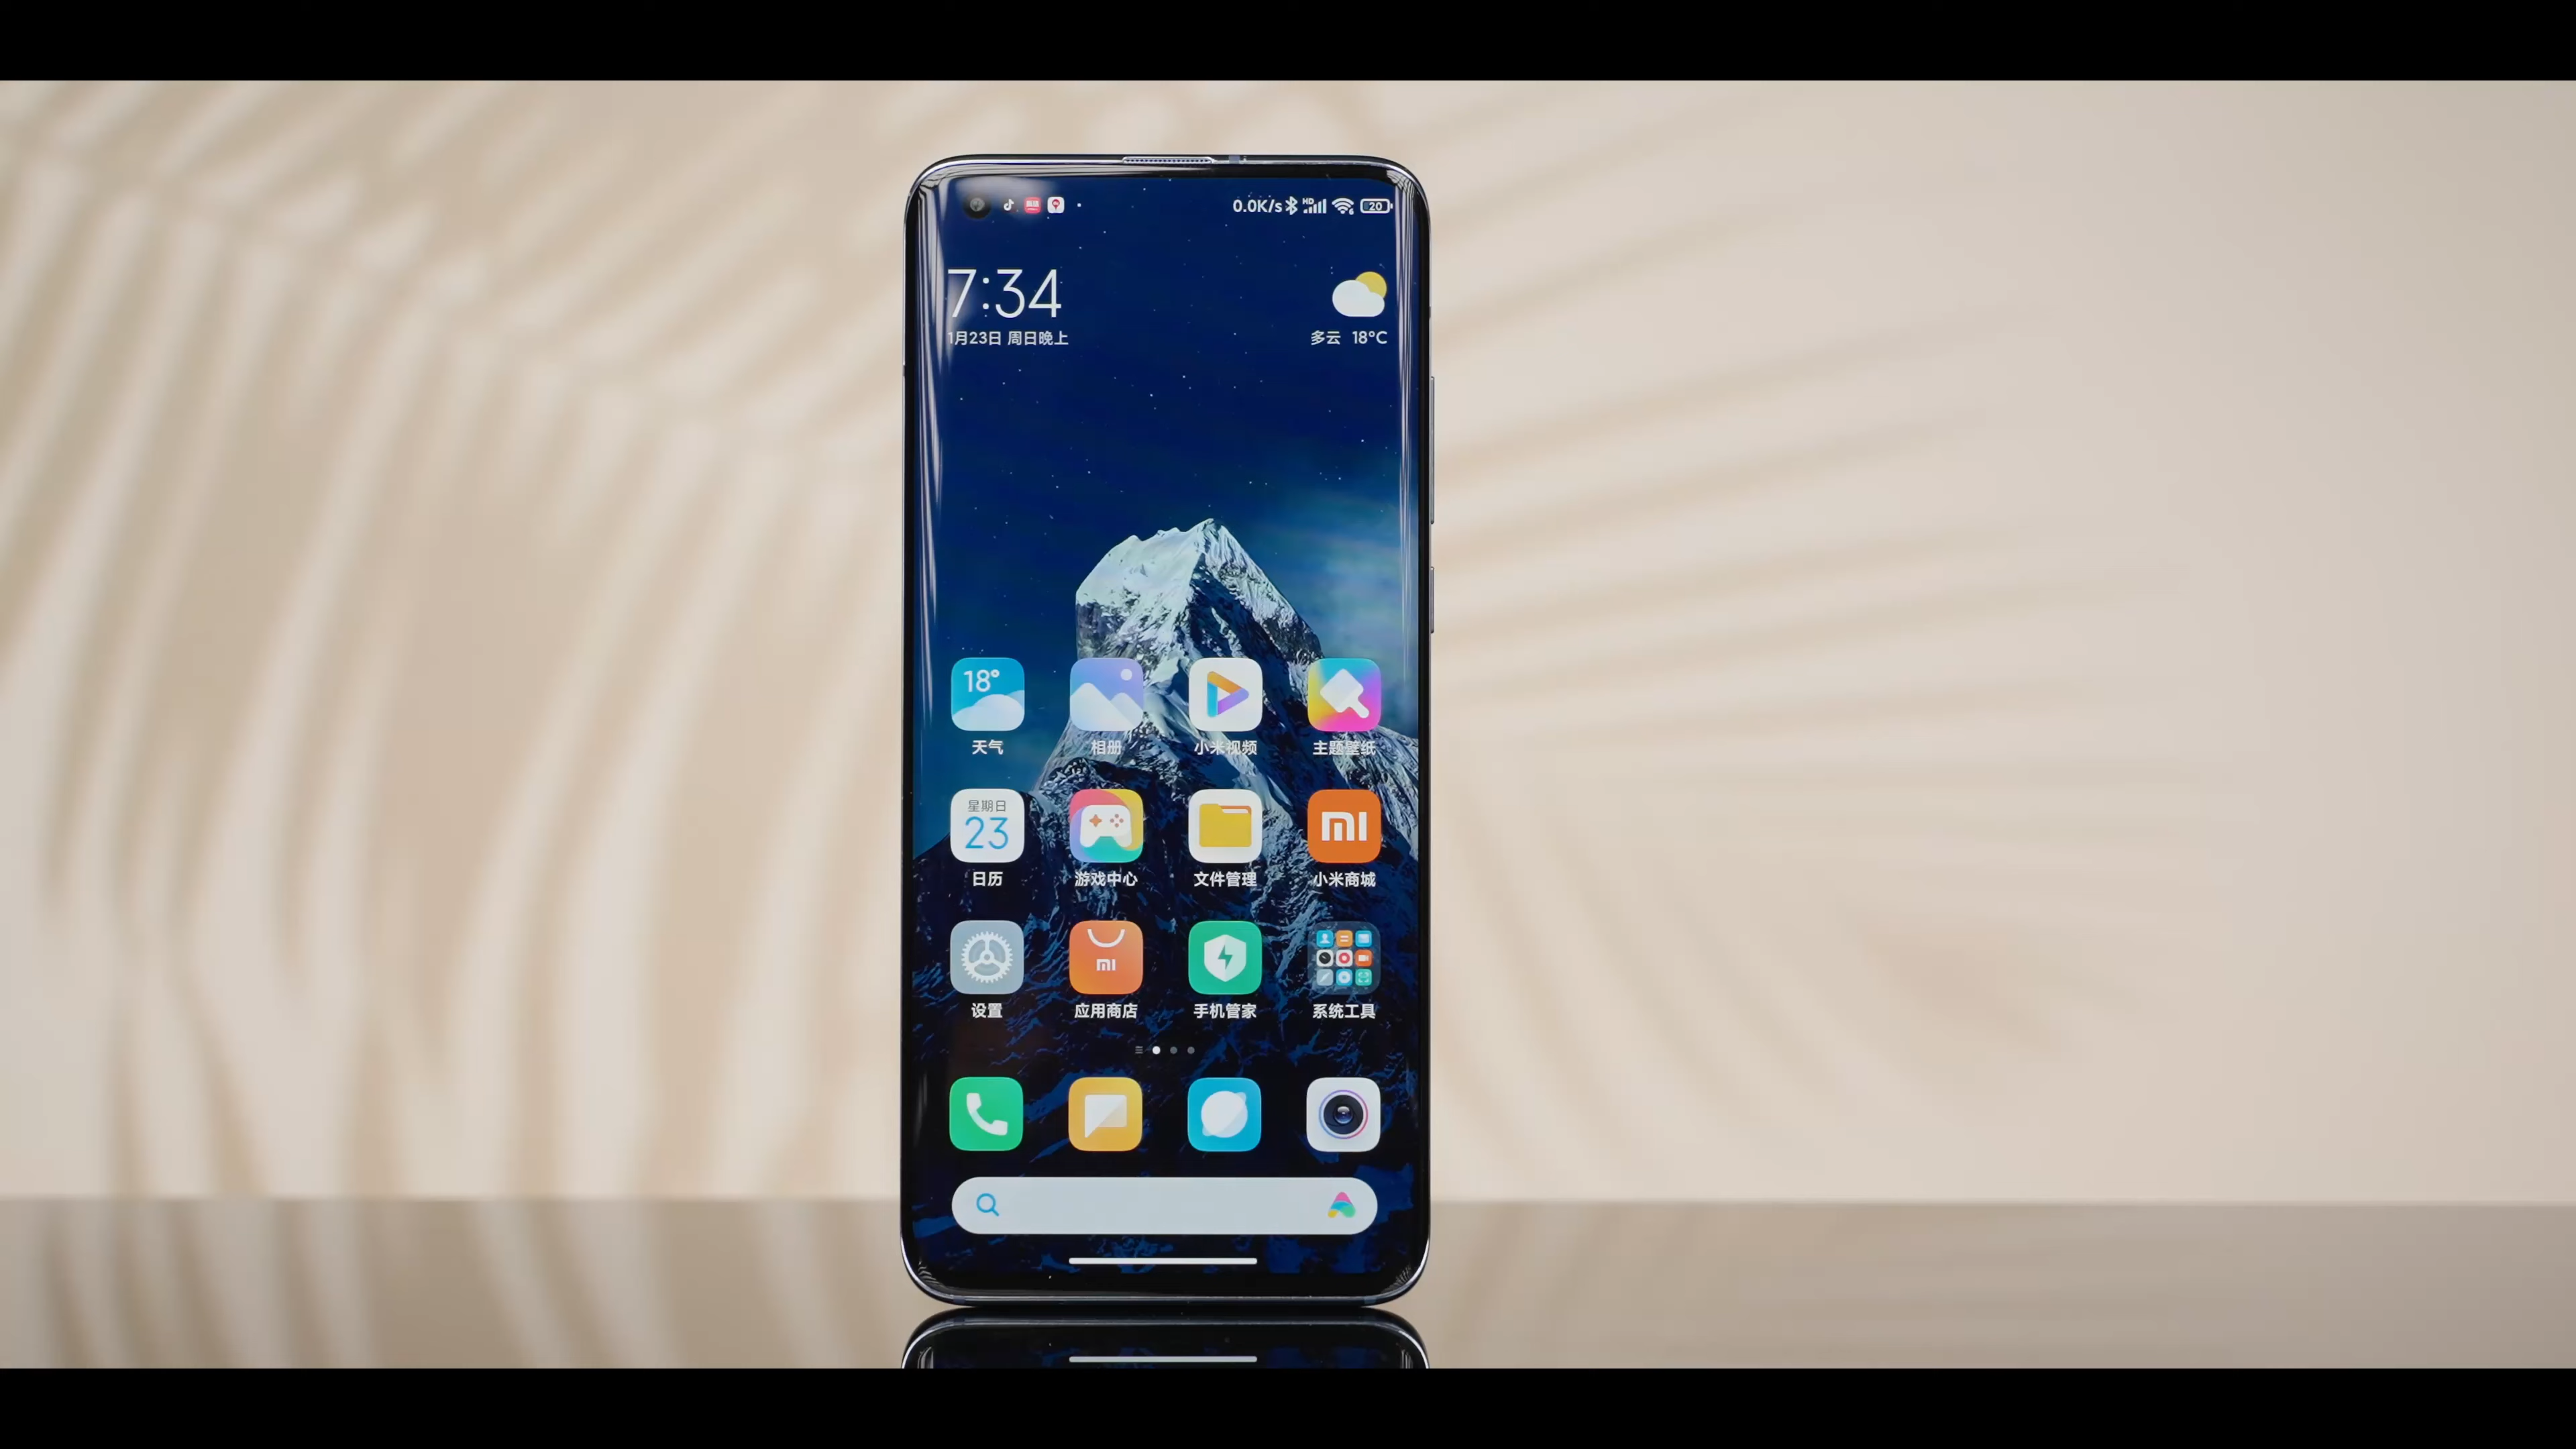 0.0K/s HD 6 20
7:34
1月23日 周日晚上
多云 18°C
18°
天气 相册 小米视频 主题壁纸
星期日
23
mi
日历 游戏中心 文件管理 小米商城
mi
设置 应用商店 手机管家 系统工具